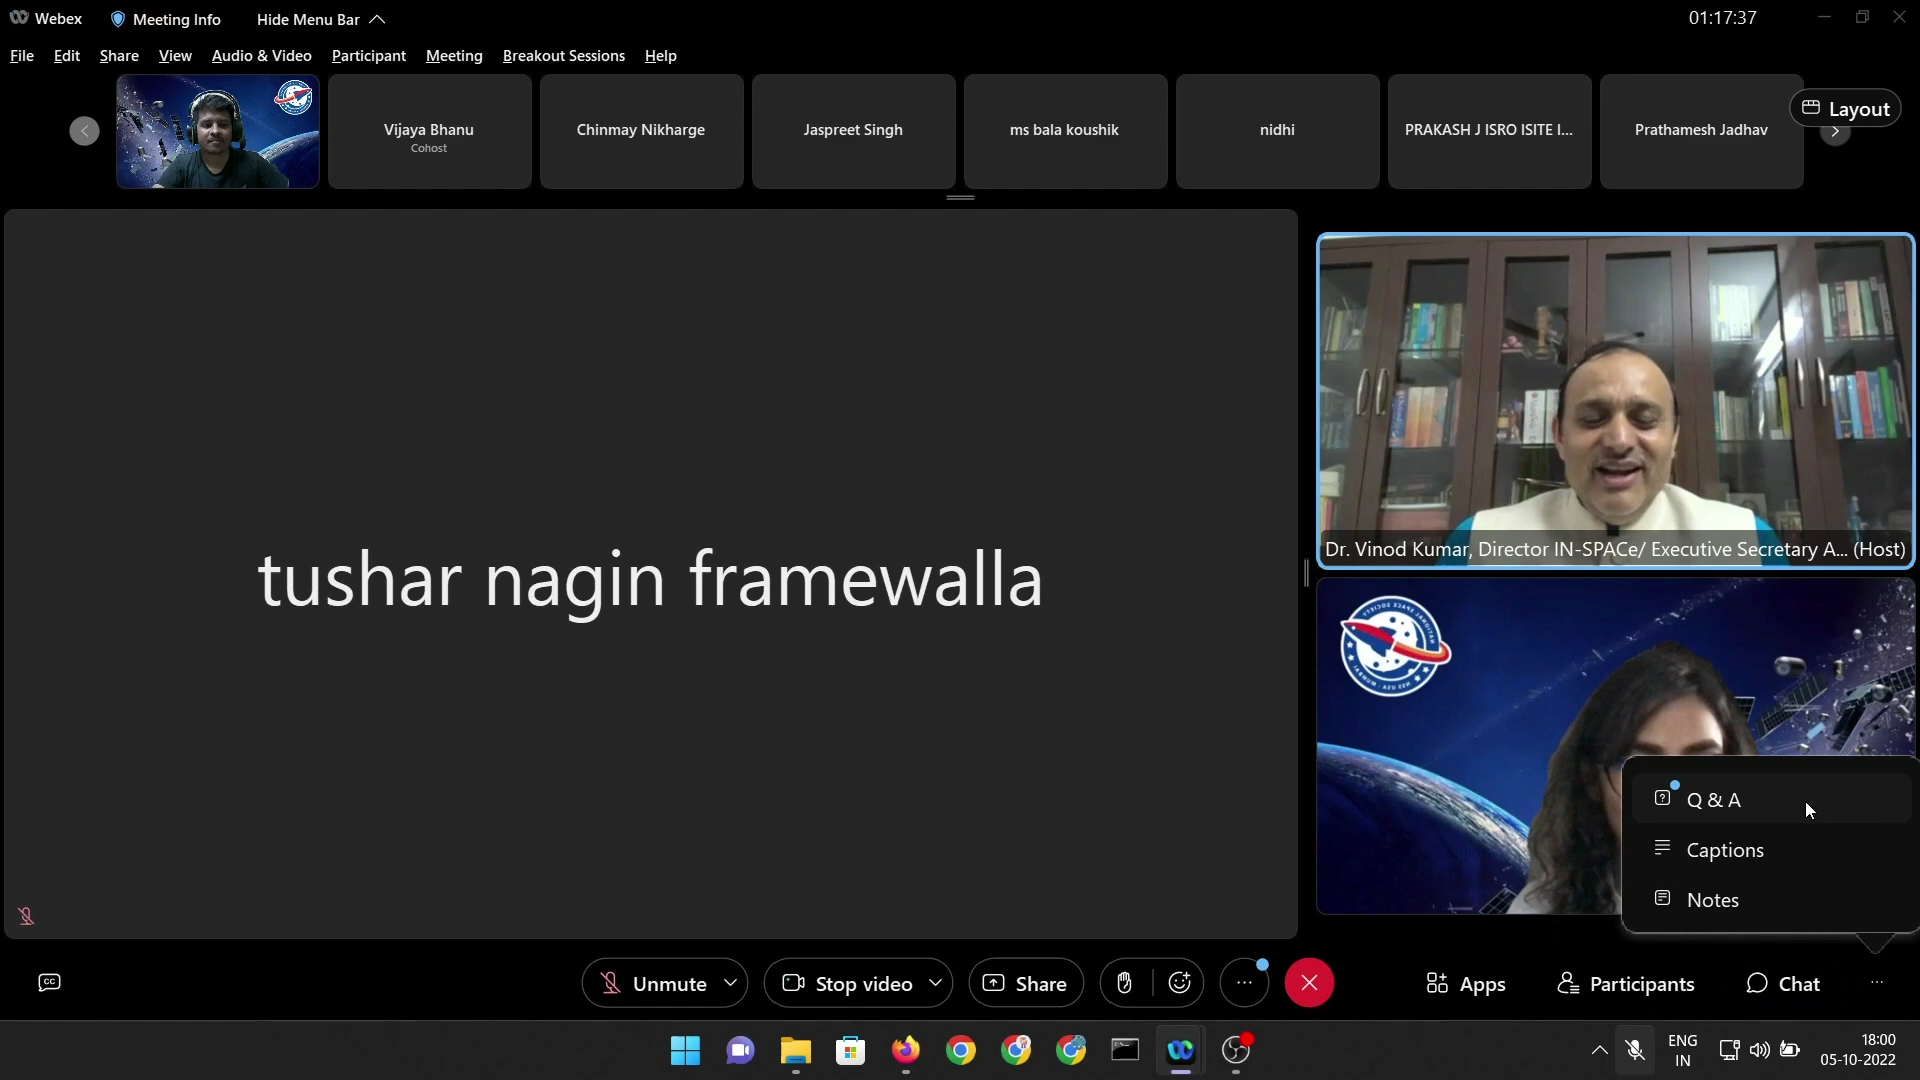 Webex
Meeting Info
Hide Menu Bar
01:17:37
File Edit Share View Audio & Video Participant Meeting Breakout Sessions Help
Layout
Vijaya Bhanu
Cohost
Chinmay Nikharge
Jaspreet Singh
ms bala koushik
nidhi
PRAKASH J ISRO ISITE I...
Prathamesh Jadhav
tushar nagin framewalla
Dr. Vinod Kumar, Director IN-SPACe/ Executive Secretary A... (Host)
Q & A
Captions
Notes
CC
Unmute
Stop video
Share
Apps
Participants
Chat
ENG
IN
18:00
05-10-2022